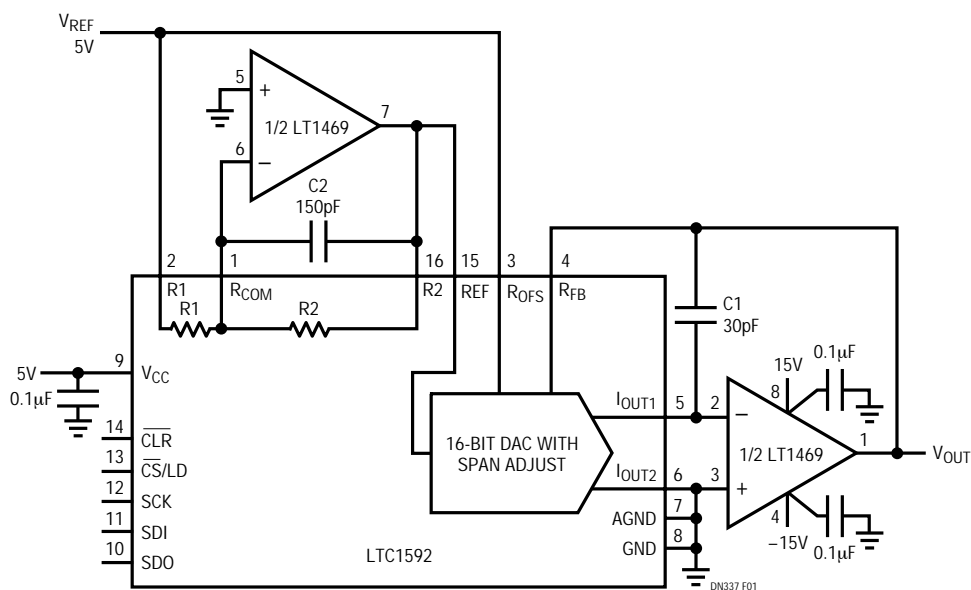 VREF
5V
5
+
1/2 LT1469
7
6
−
C2
150pF
2
1
16
15
3
4
R1
RCOM
R2
REF
ROFS
RFB
R1
R2
C1
30pF
9
VCC
5V
0.1µF
15V
0.1µF
8
IOUT1
5
2
−
14
CLR
16-BIT DAC WITH
SPAN ADJUST
1/2 LT1469
1
VOUT
13
CS/LD
IOUT2
6
3
+
12
SCK
7
AGND
4
−15V
0.1µF
11
SDI
8
GND
10
SDO
LTC1592
DN337 F01